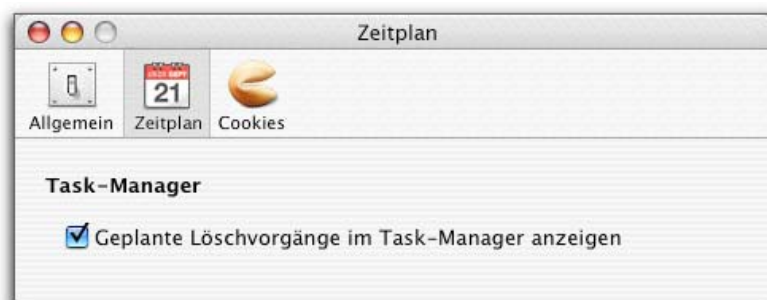 Zeitplan
21
Allgemein Zeitplan Cookies
Task-Manager
Geplante Löschvorgänge im Task-Manager anzeigen